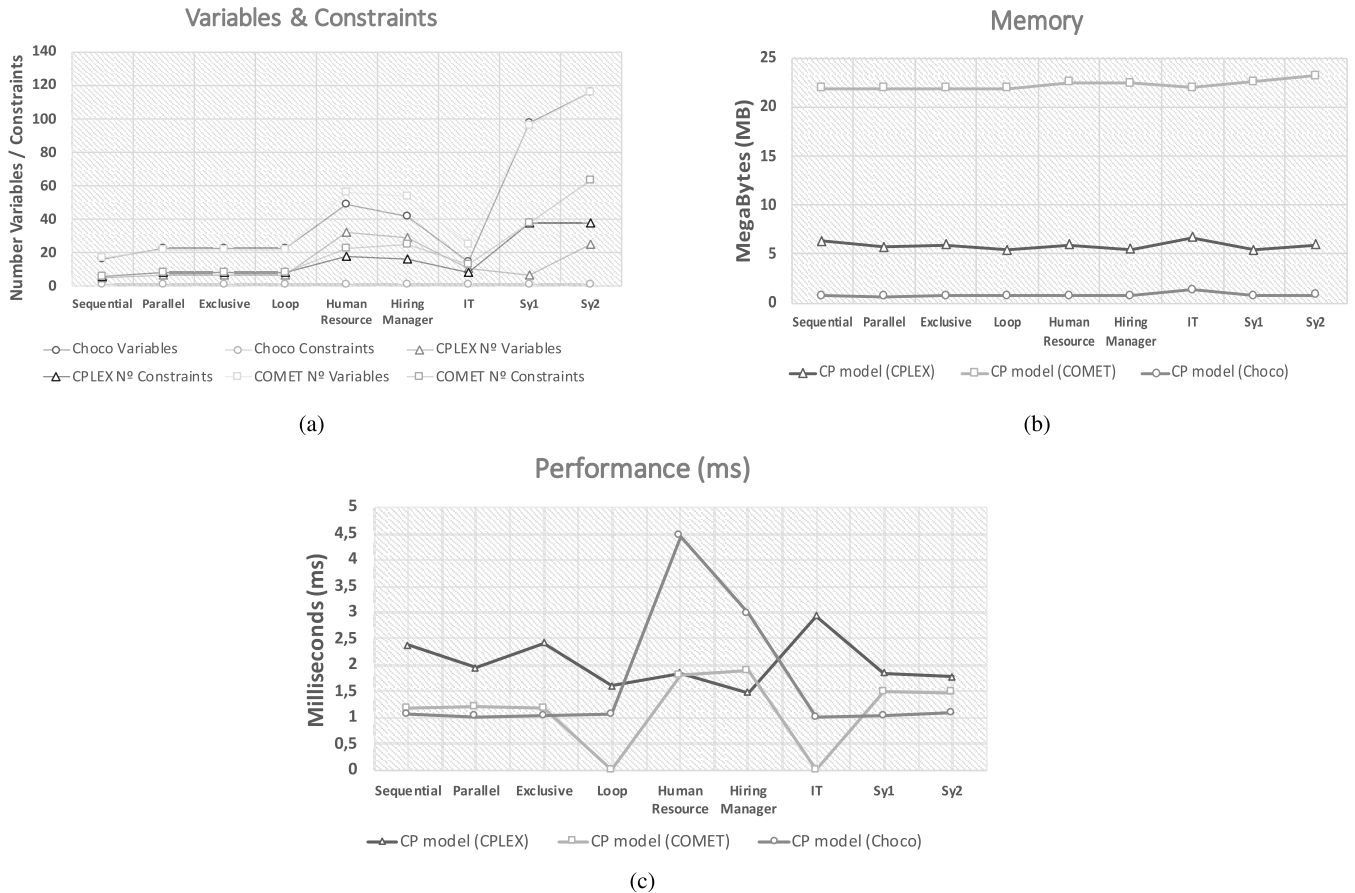 Variables & Constraints
Number Variables / Constraints
140
120
100
80
60
40
20
0
Sequential Parallel Exclusive Loop Human Resource Hiring Manager IT Sy1 Sy2
Choco Variables Choco Constraints CPLEX Nº Variables
CPLEX Nº Constraints COMET Nº Variables COMET Nº Constraints
(a)
Memory
MegaBytes (MB)
25
20
15
10
5
0
Sequential Parallel Exclusive Loop Human Resource Hiring Manager IT Sy1 Sy2
CP model (CPLEX) CP model (COMET) CP model (Choco)
(b)
Performance (ms)
Milliseconds (ms)
5
4,5
4
3,5
3
2,5
2
1,5
1
0,5
0
Sequential Parallel Exclusive Loop Human Resource Hiring Manager IT Sy1 Sy2
CP model (CPLEX) CP model (COMET) CP model (Choco)
(c)